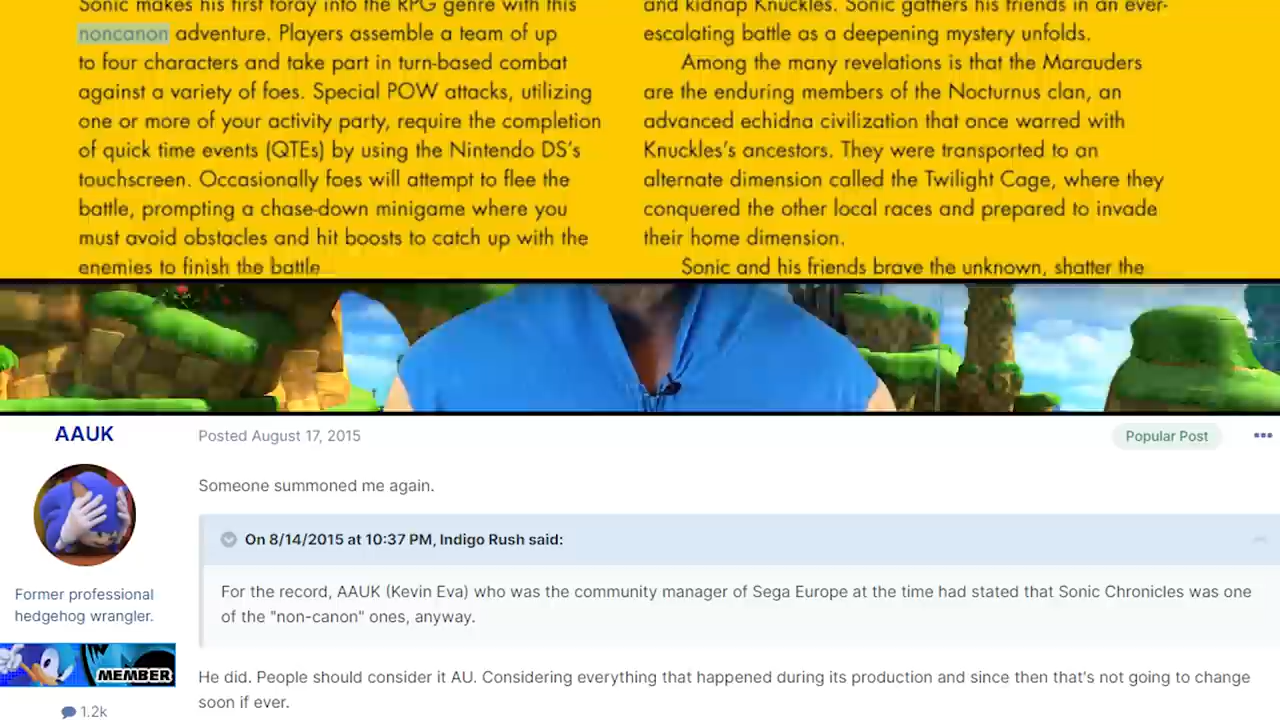 Sonic makes his first foray into the RPG genre with this
noncanon adventure. Players assemble a team of up
to four characters and take part in turn-based combat
against a variety of foes. Special POW attacks, utilizing
one or more of your activity party, require the completion
of quick time events (QTEs) by using the Nintendo DS's
touchscreen. Occasionally foes will attempt to flee the
battle, prompting a chase-down minigame where you
must avoid obstacles and hit boosts to catch up with the
enemies to finish the battle
and kidnap Knuckles. Sonic gathers his friends in an ever-
escalating battle as a deepening mystery unfolds.
Among the many revelations is that the Marauders
are the enduring members of the Nocturnus clan, an
advanced echidna civilization that once warred with
Knuckles's ancestors. They were transported to an
alternate dimension called the Twilight Cage, where they
conquered the other local races and prepared to invade
their home dimension.
Sonic and his friends brave the unknown, shatter the
AAUK
Former professional
hedgehog wrangler.
MEMBER
1.2k
Posted August 17, 2015
Popular Post
Someone summoned me again.
On 8/14/2015 at 10:37 PM, Indigo Rush said:
For the record, AAUK (Kevin Eva) who was the community manager of Sega Europe at the time had stated that Sonic Chronicles was one
of the "non-canon" ones, anyway.
He did. People should consider it AU. Considering everything that happened during its production and since then that's not going to change
soon if ever.